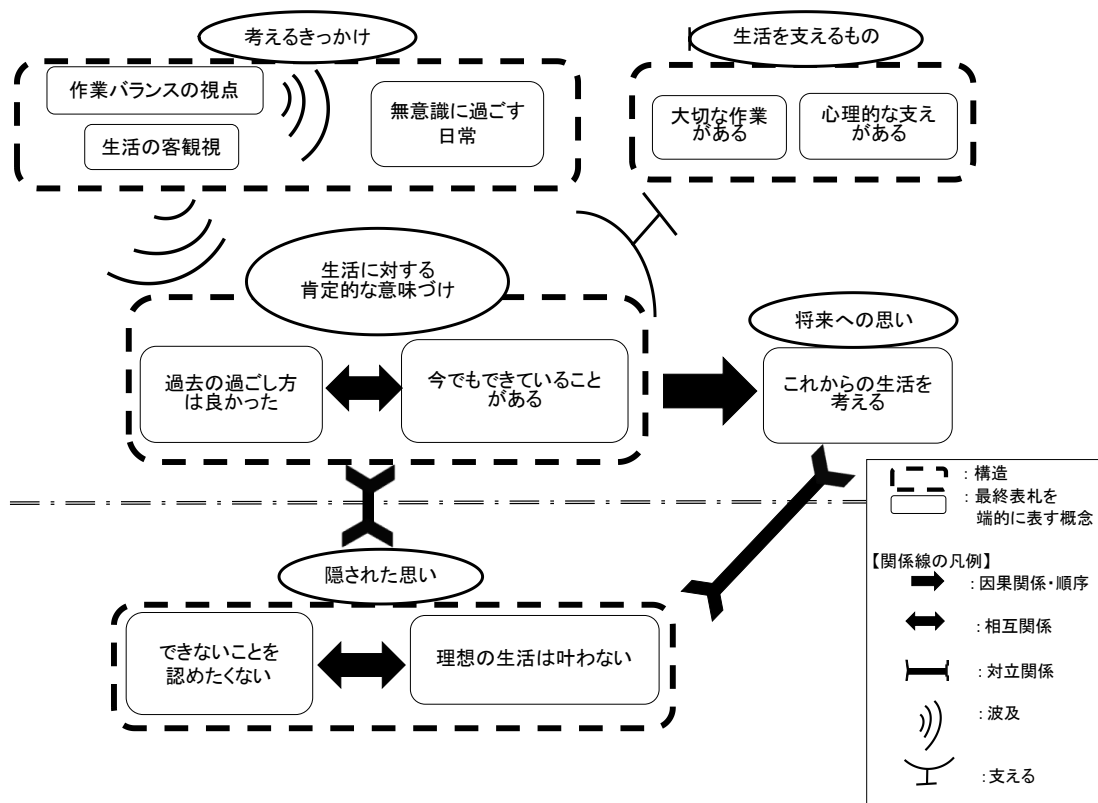 考えるきっかけ
生活を支えるもの
作業バランスの視点
生活の客観視
無意識に過ごす
日常
大切な作業
がある
心理的な支え
がある
生活に対する
肯定的な意味づけ
将来への思い
過去の過ごし方
は良かった
今でもできていること
がある
これからの生活を
考える
隠された思い
できないことを
認めたくない
理想の生活は叶わない
:構造
:最終表札を
端的に表す概念
【関係線の凡例】
:因果関係・順序
:相互関係
:対立関係
:波及
:支える